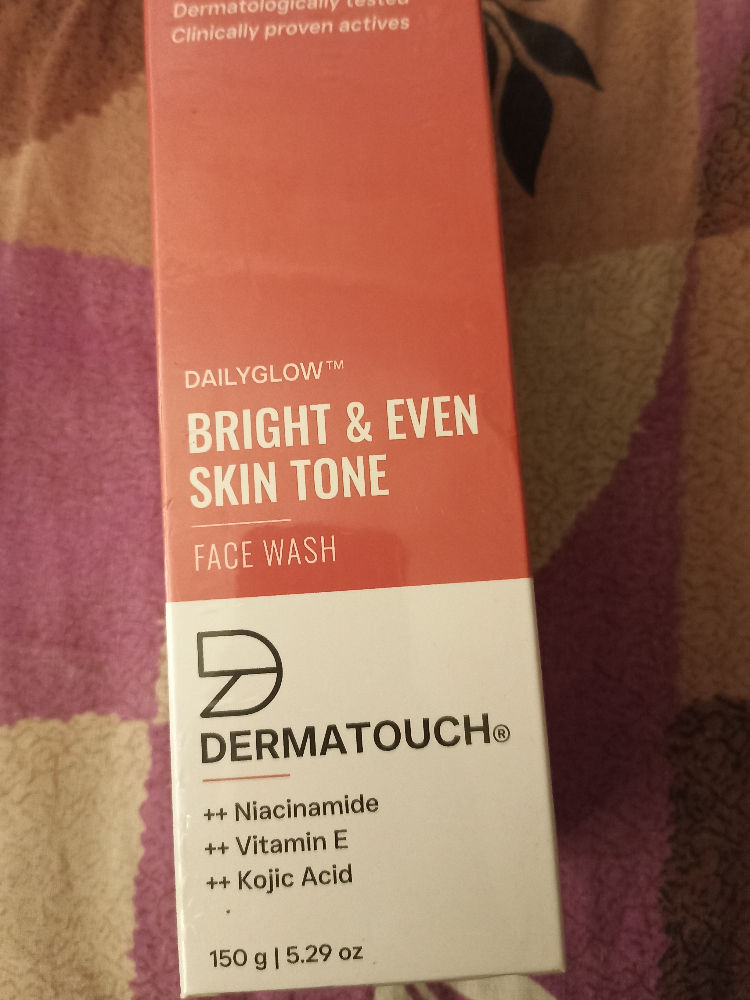 Dermatologically tested
Clinically proven actives
DAILYGLOW™
BRIGHT & EVEN
SKIN TONE
FACE WASH
DERMATOUCH®
++ Niacinamide
++ Vitamin E
++ Kojic Acid
150 g | 5.29 oz